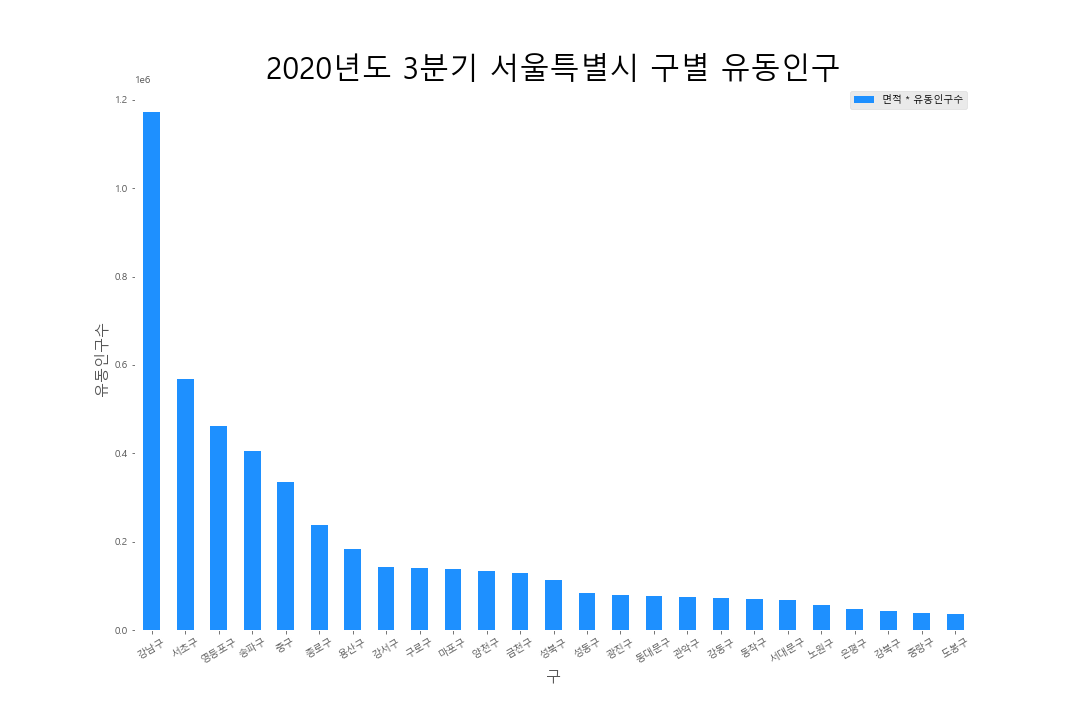 2020년도 3분기 서울특별시 구별 유동인구
1e6
면적 * 유동인구수
1.2
1.0
0.8
0.6
0.4
0.2
0.0
유동인구수
강남구
서초구
영등포구
송파구
중구
종로구
용산구
강서구
구로구
마포구
양천구
금천구
성북구
성동구
광진구
동대문구
관악구
강동구
동작구
서대문구
노원구
은평구
강북구
중랑구
도봉구
구